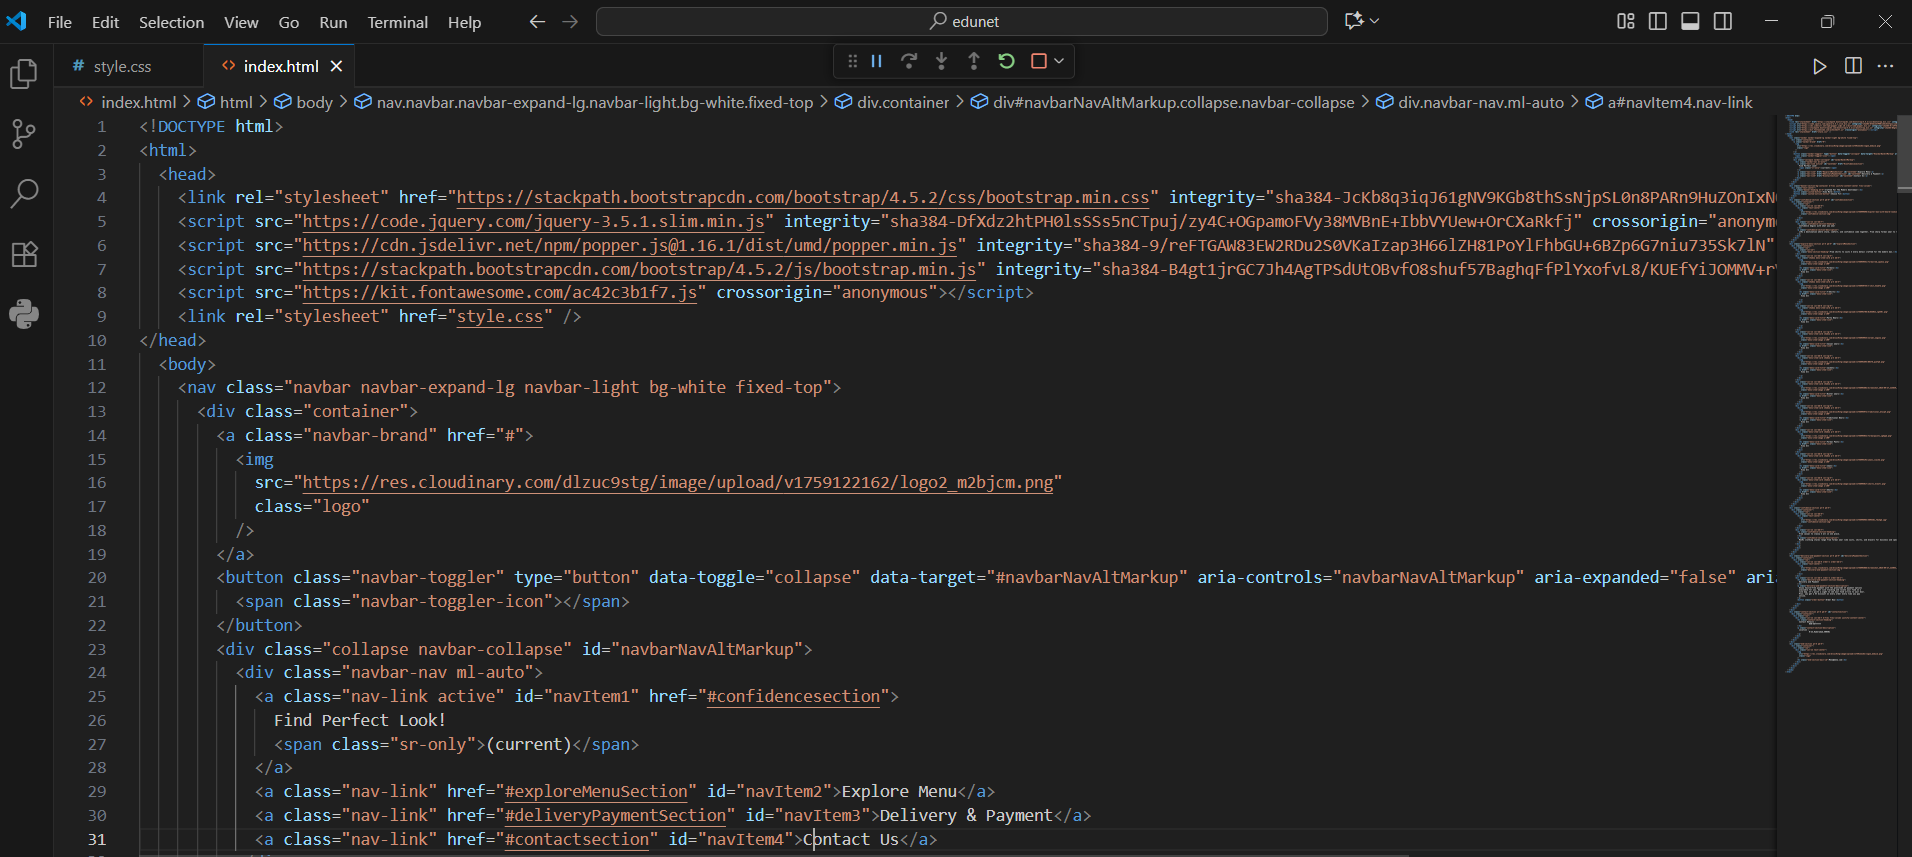 File Edit Selection View Go Run Terminal Help
edunet
# style.css
<> index.html
<> index.html > html > body > nav.navbar.navbar-expand-lg.navbar-light.bg-white.fixed-top > div.container > div#navbarNavAltMarkup.collapse.navbar-collapse > div.navbar-nav.ml-auto > a#navItem4.nav-link
1 <!DOCTYPE html>
2 <html>
3 <head>
4 <link rel="stylesheet" href="https://stackpath.bootstrapcdn.com/bootstrap/4.5.2/css/bootstrap.min.css" integrity="sha384-JcKb8q3iqJ61gNV9KGb8thSsNjpSL0n8PARn9HuZOnIxN
5 <script src="https://code.jquery.com/jquery-3.5.1.slim.min.js" integrity="sha384-DfXdz2htPH0lsSSs5nCTpuj/zy4C+OGpamoFVy38MVBnE+IbbVYUew+OrCXaRkfj" crossorigin="anonym
6 <script src="https://cdn.jsdelivr.net/npm/popper.js@1.16.1/dist/umd/popper.min.js" integrity="sha384-9/reFTGAW83EW2RDu2S0VKaIzap3H66lZH81PoYlFhbGU+6BZp6G7niu735Sk7lN"
7 <script src="https://stackpath.bootstrapcdn.com/bootstrap/4.5.2/js/bootstrap.min.js" integrity="sha384-B4gt1jrGC7Jh4AgTPSdUtOBvfO8shuf57BaghqFfPlYxofvL8/KUEfYiJOMMV+r
8 <script src="https://kit.fontawesome.com/ac42c3b1f7.js" crossorigin="anonymous"></script>
9 <link rel="stylesheet" href="style.css" />
10 </head>
11 <body>
12 <nav class="navbar navbar-expand-lg navbar-light bg-white fixed-top">
13 <div class="container">
14 <a class="navbar-brand" href="#">
15 <img
16 src="https://res.cloudinary.com/dlzuc9stg/image/upload/v1759122162/logo2_m2bjcm.png"
17 class="logo"
18 />
19 </a>
20 <button class="navbar-toggler" type="button" data-toggle="collapse" data-target="#navbarNavAltMarkup" aria-controls="navbarNavAltMarkup" aria-expanded="false" aria
21 <span class="navbar-toggler-icon"></span>
22 </button>
23 <div class="collapse navbar-collapse" id="navbarNavAltMarkup">
24 <div class="navbar-nav ml-auto">
25 <a class="nav-link active" id="navItem1" href="#confidencesection">
26 Find Perfect Look!
27 <span class="sr-only">(current)</span>
28 </a>
29 <a class="nav-link" href="#exploreMenuSection" id="navItem2">Explore Menu</a>
30 <a class="nav-link" href="#deliveryPaymentSection" id="navItem3">Delivery & Payment</a>
31 <a class="nav-link" href="#contactsection" id="navItem4">Contact Us</a>